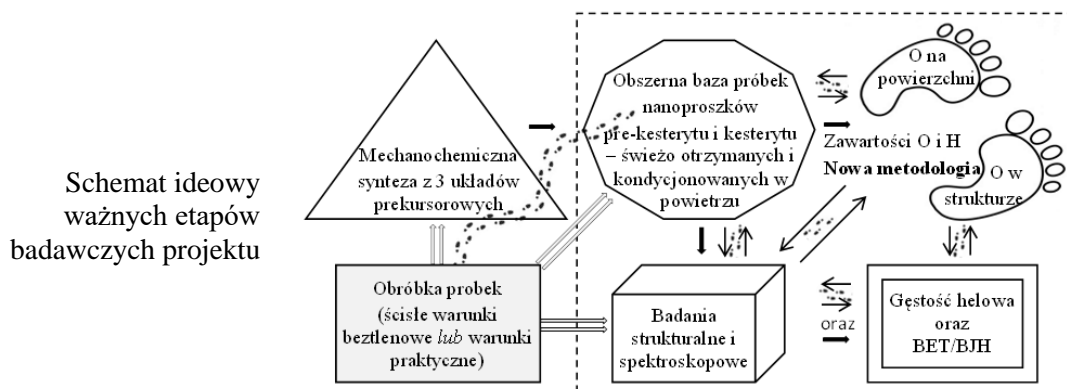 Schemat ideowy
ważnych etapów
badawczych projektu
Mechanochemiczna
synteza z 3 układów
prekursorowych
Obszerna baza próbek
nanoproszków
pre-kesterytu i kesterytu
– świeżo otrzymanych i
kondycjonowanych w
powietrzu
O na
powierzchni
Zawartości O i H
Nowa metodologia
O w
strukturze
Obróbka probek
(ścisłe warunki
beztlenowe lub warunki
praktyczne)
Badania
strukturalne i
spektroskopowe
oraz
Gęstość helowa
oraz
BET/BJH